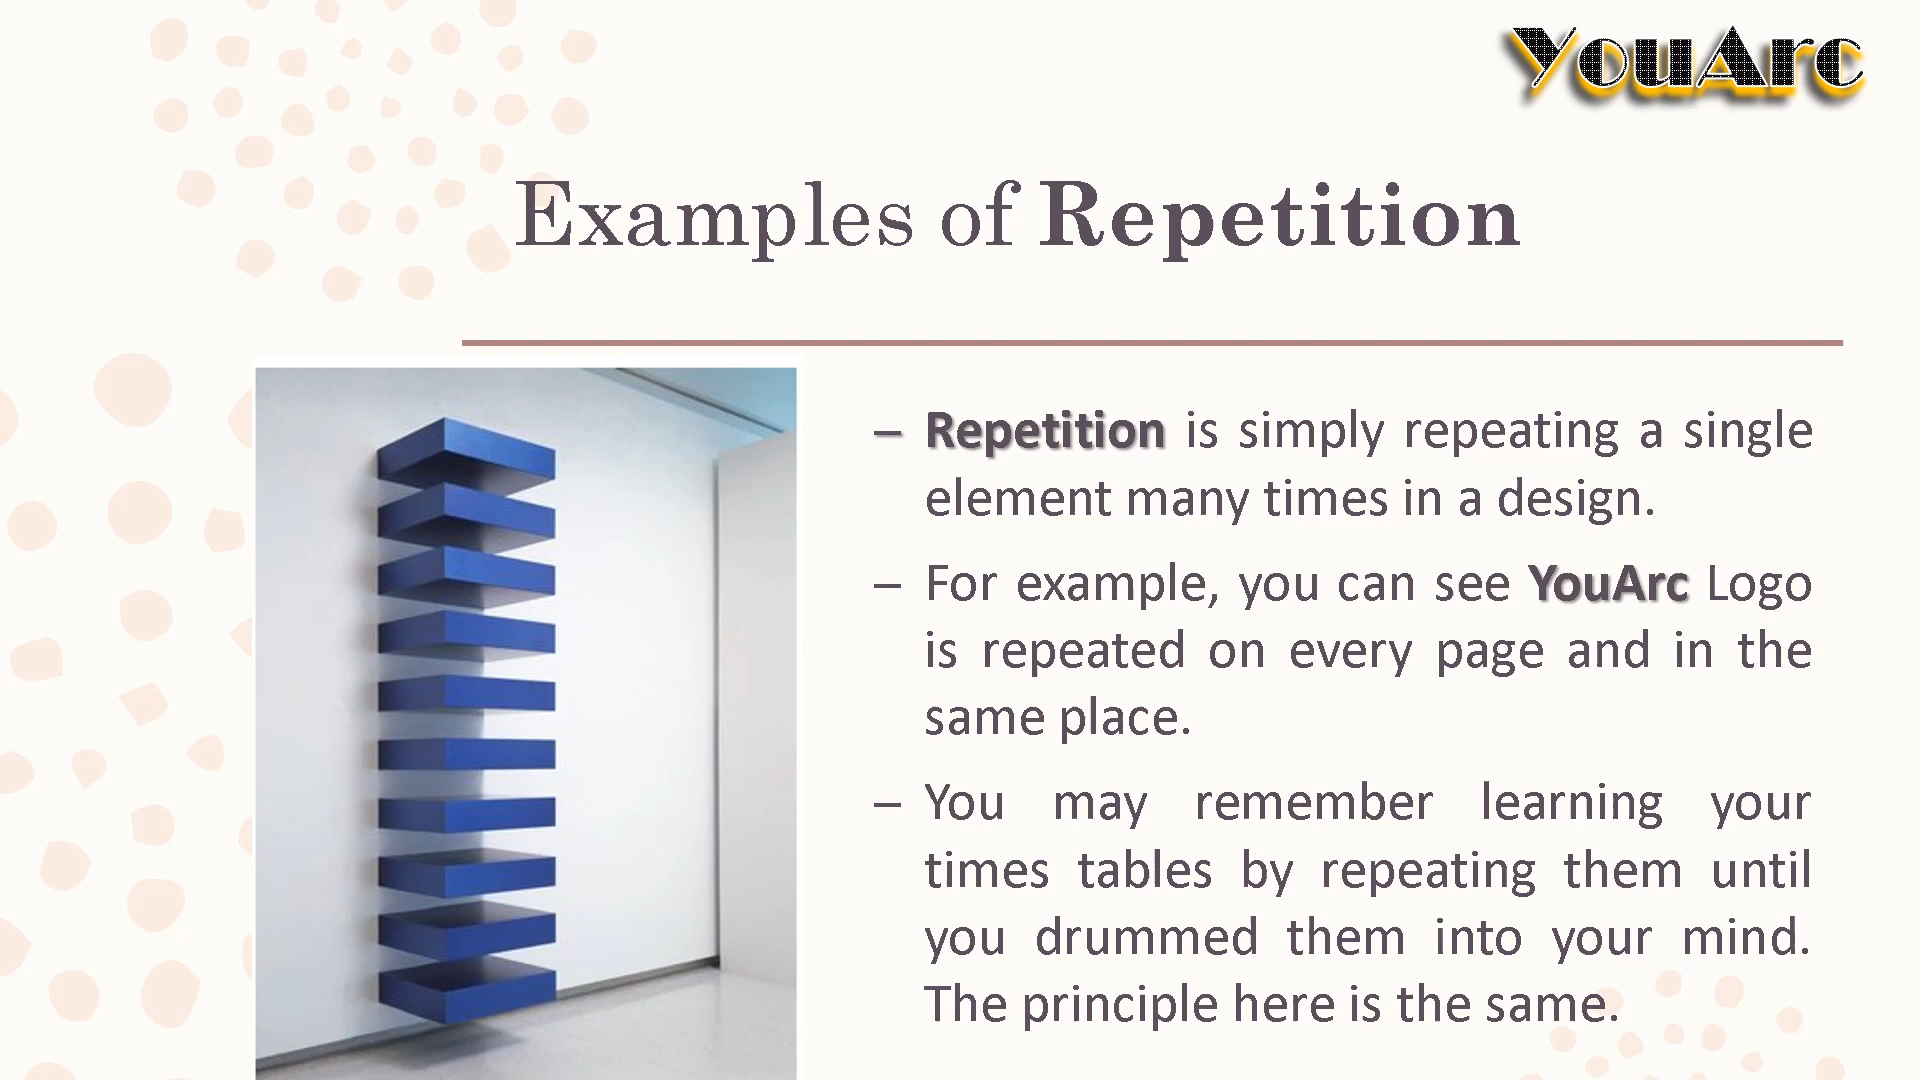 YouArc
Examples of Repetition
– Repetition is simply repeating a single
element many times in a design.
– For example, you can see YouArc Logo
is repeated on every page and in the
same place.
– You may remember learning your
times tables by repeating them until
you drummed them into your mind.
The principle here is the same.